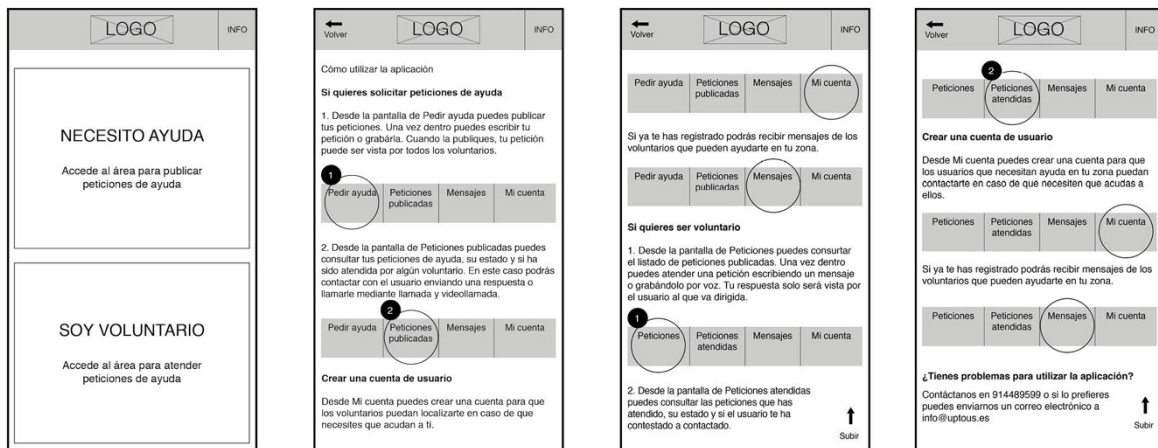 LOGO
INFO
NECESITO AYUDA
Accede al área para publicar
peticiones de ayuda
SOY VOLUNTARIO
Accede al área para atender
peticiones de ayuda
Volver
LOGO
INFO
Cómo utilizar la aplicación
Si quieres solicitar peticiones de ayuda
1. Desde la pantalla de Pedir ayuda puedes publicar
tus peticiones. Una vez dentro puedes escribir tu
petición o grabárla. Cuando la publiques, tu petición
puede ser vista por todos los voluntarios.
1
Pedir ayuda
Peticiones
publicadas
Mensajes
Mi cuenta
2. Desde la pantalla de Peticiones publicadas puedes
consultar tus peticiones de ayuda, su estado y si ha
sido atendida por algún voluntario. En este caso podrás
contactar con el usuario enviando una respuesta o
llamarle mediante llamada y videollamada.
2
Pedir ayuda
Peticiones
publicadas
Mensajes
Mi cuenta
Crear una cuenta de usuario
Desde Mi cuenta puedes crear una cuenta para que
los voluntarios puedan localizarte en caso de que
necesites que acudan a ti.
Volver
LOGO
INFO
Pedir ayuda
Peticiones
publicadas
Mensajes
Mi cuenta
Si ya te has registrado podrás recibir mensajes de los
voluntarios que pueden ayudarte en tu zona.
Pedir ayuda
Peticiones
publicadas
Mensajes
Mi cuenta
Si quieres ser voluntario
1. Desde la pantalla de Peticiones puedes consurtar
el listado de peticiones publicadas. Una vez dentro
puedes atender una petición escribiendo un mensaje
o grabándolo por voz. Tu respuesta solo será vista por
el usuario al que va dirigida.
1
Peticiones
Peticiones
atendidas
Mensajes
Mi cuenta
2. Desde la pantalla de Peticiones atendidas
puedes consultar las peticiones que has
atendido, su estado y si el usuario te ha
contestado a contactado.
Subir
Volver
LOGO
INFO
2
Peticiones
Peticiones
atendidas
Mensajes
Mi cuenta
Crear una cuenta de usuario
Desde Mi cuenta puedes crear una cuenta para que
los usuarios que necesitan ayuda en tu zona puedan
contactarte en caso de que necesiten que acudas a
ellos.
Peticiones
Peticiones
atendidas
Mensajes
Mi cuenta
Si ya te has registrado podrás recibir mensajes de los
voluntarios que pueden ayudarte en tu zona.
Peticiones
Peticiones
atendidas
Mensajes
Mi cuenta
¿Tienes problemas para utilizar la aplicación?
Contáctanos en 914489599 o si lo prefieres
puedes enviarnos un correo electrónico a
info@uptous.es
Subir